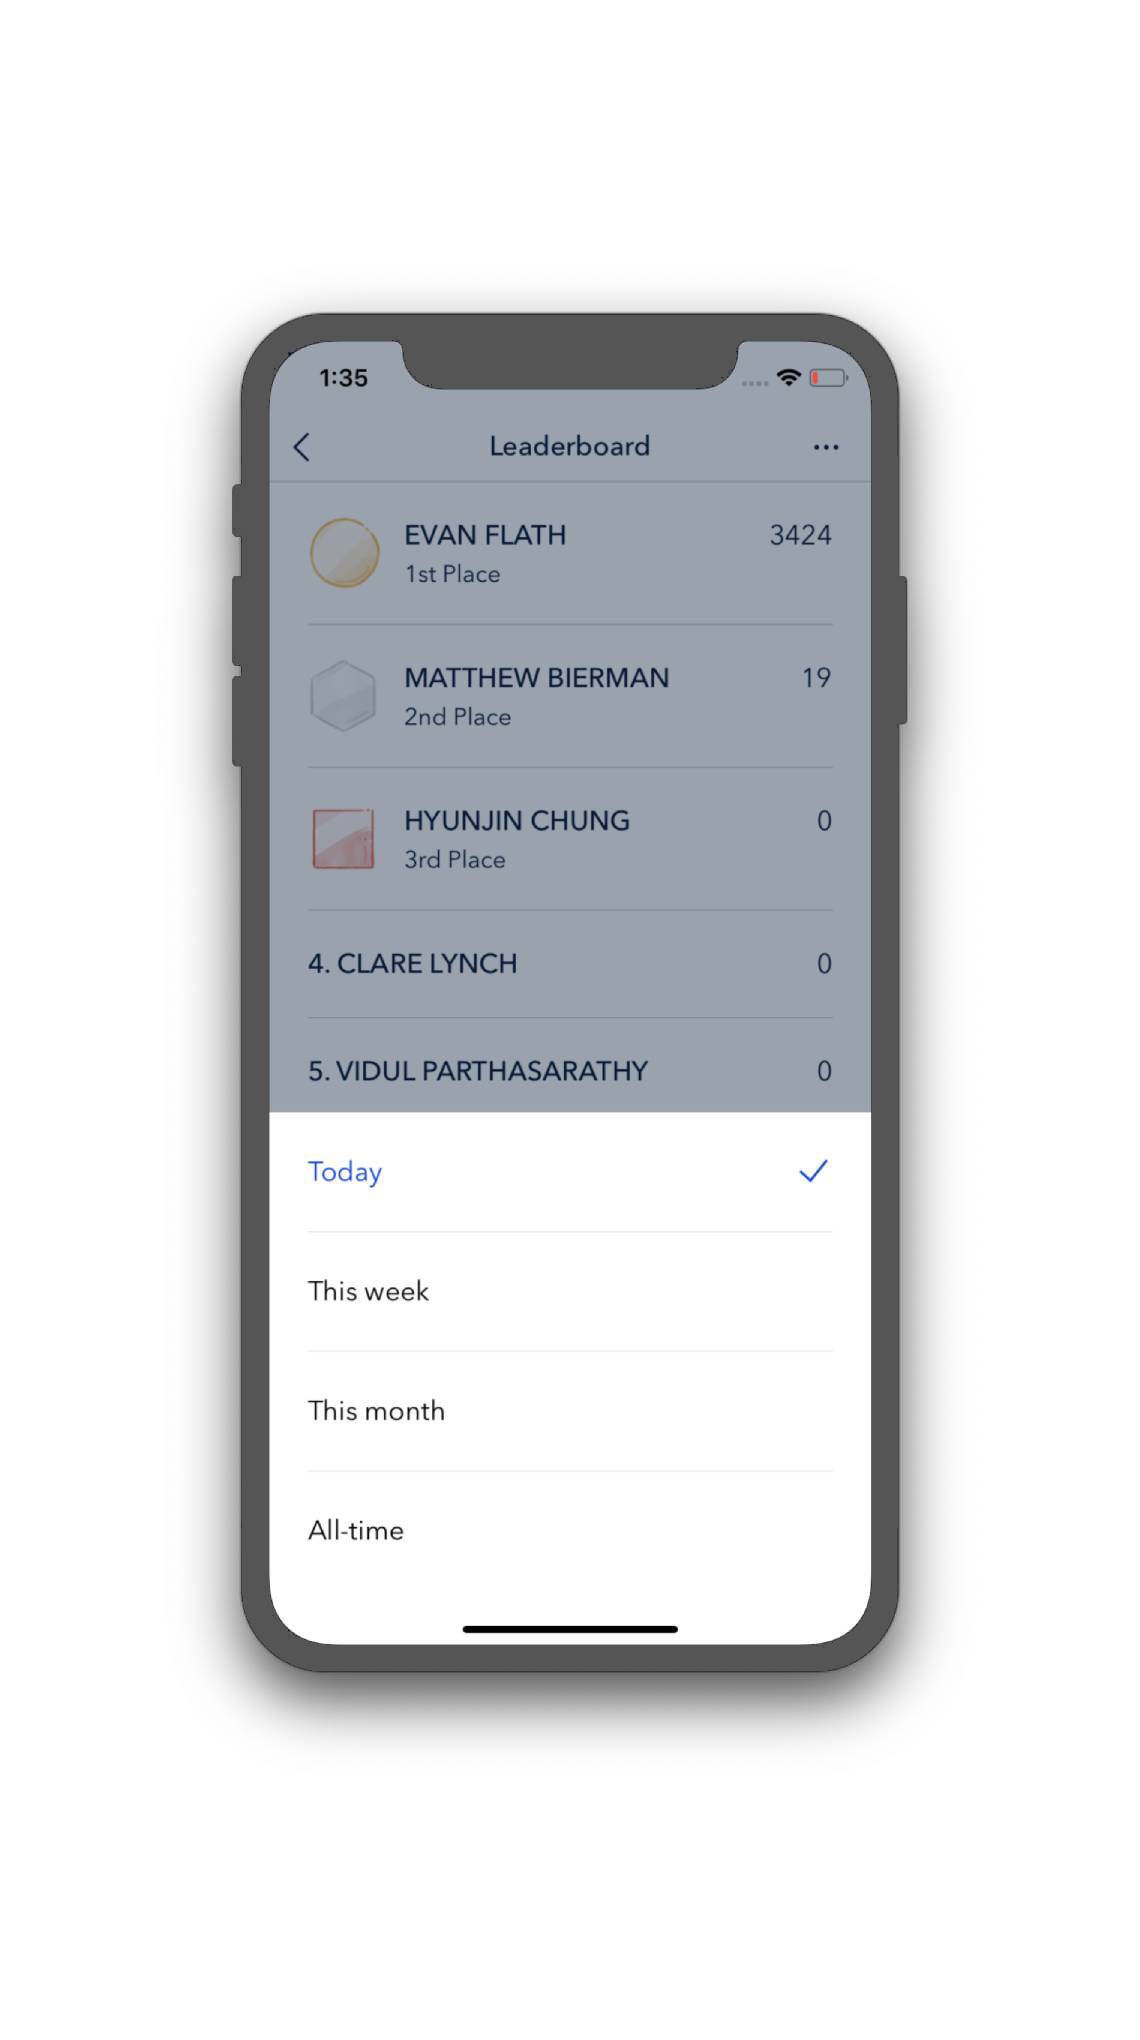 1:35
Leaderboard
EVAN FLATH 3424
1st Place
MATTHEW BIERMAN 19
2nd Place
HYUNJIN CHUNG 0
3rd Place
4. CLARE LYNCH 0
5. VIDUL PARTHASARATHY 0
Today
This week
This month
All-time